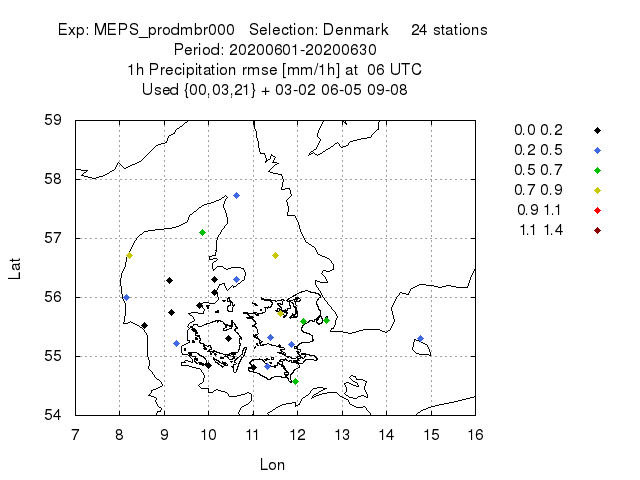 Exp: MEPS_prodmbr000 Selection: Denmark 24 stations
Period: 20200601-20200630
1h Precipitation rmse [mm/1h] at 06 UTC
Used {00,03,21} + 03-02 06-05 09-08
59
58
57
56
55
54
Lat
7 8 9 10 11 12 13 14 15 16
Lon
0.0 0.2
0.2 0.5
0.5 0.7
0.7 0.9
0.9 1.1
1.1 1.4